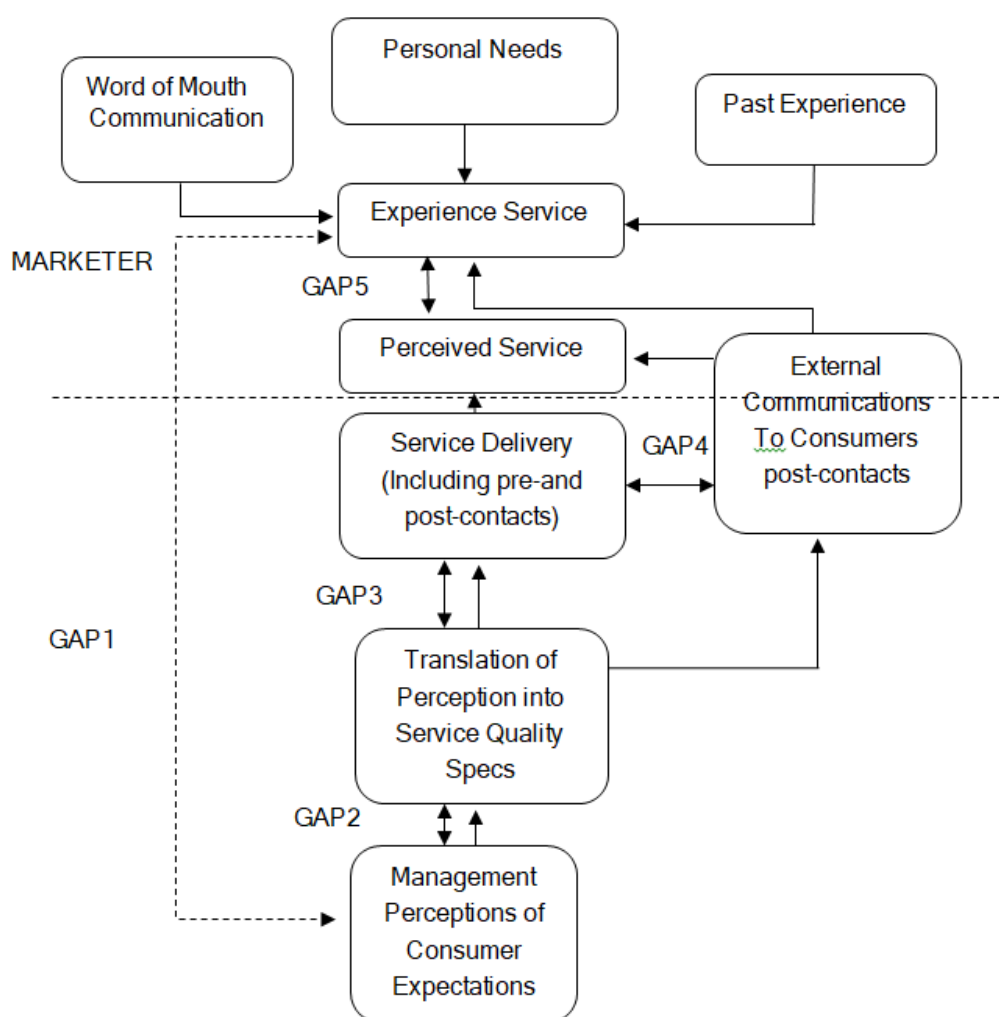 Personal Needs
Word of Mouth
Communication
Past Experience
Experience Service
MARKETER
GAP5
Perceived Service
External
Communications
To Consumers
post-contacts
Service Delivery
(Including pre-and
post-contacts)
GAP4
GAP3
GAP1
Translation of
Perception into
Service Quality
Specs
GAP2
Management
Perceptions of
Consumer
Expectations